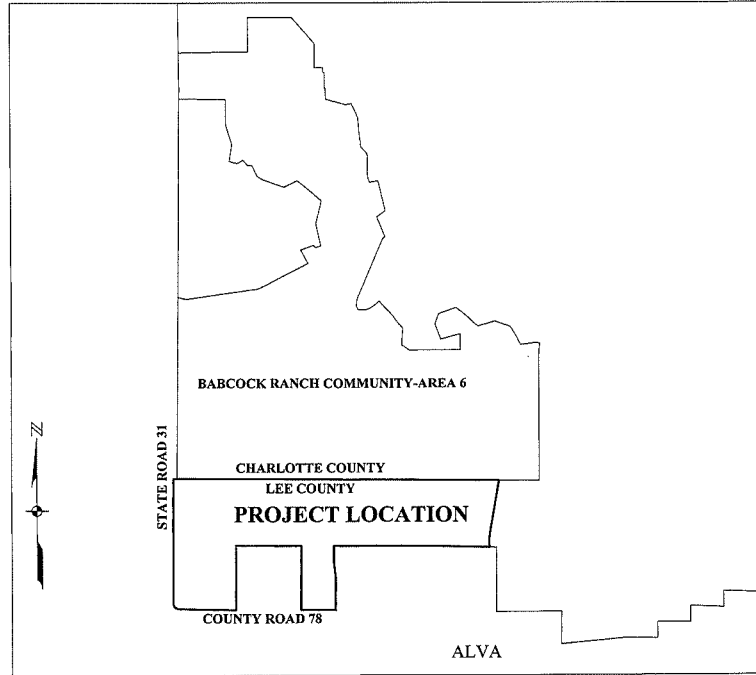 BABCOCK RANCH COMMUNITY-AREA 6
STATE ROAD 31
N
CHARLOTTE COUNTY
LEE COUNTY
PROJECT LOCATION
COUNTY ROAD 78
ALVA